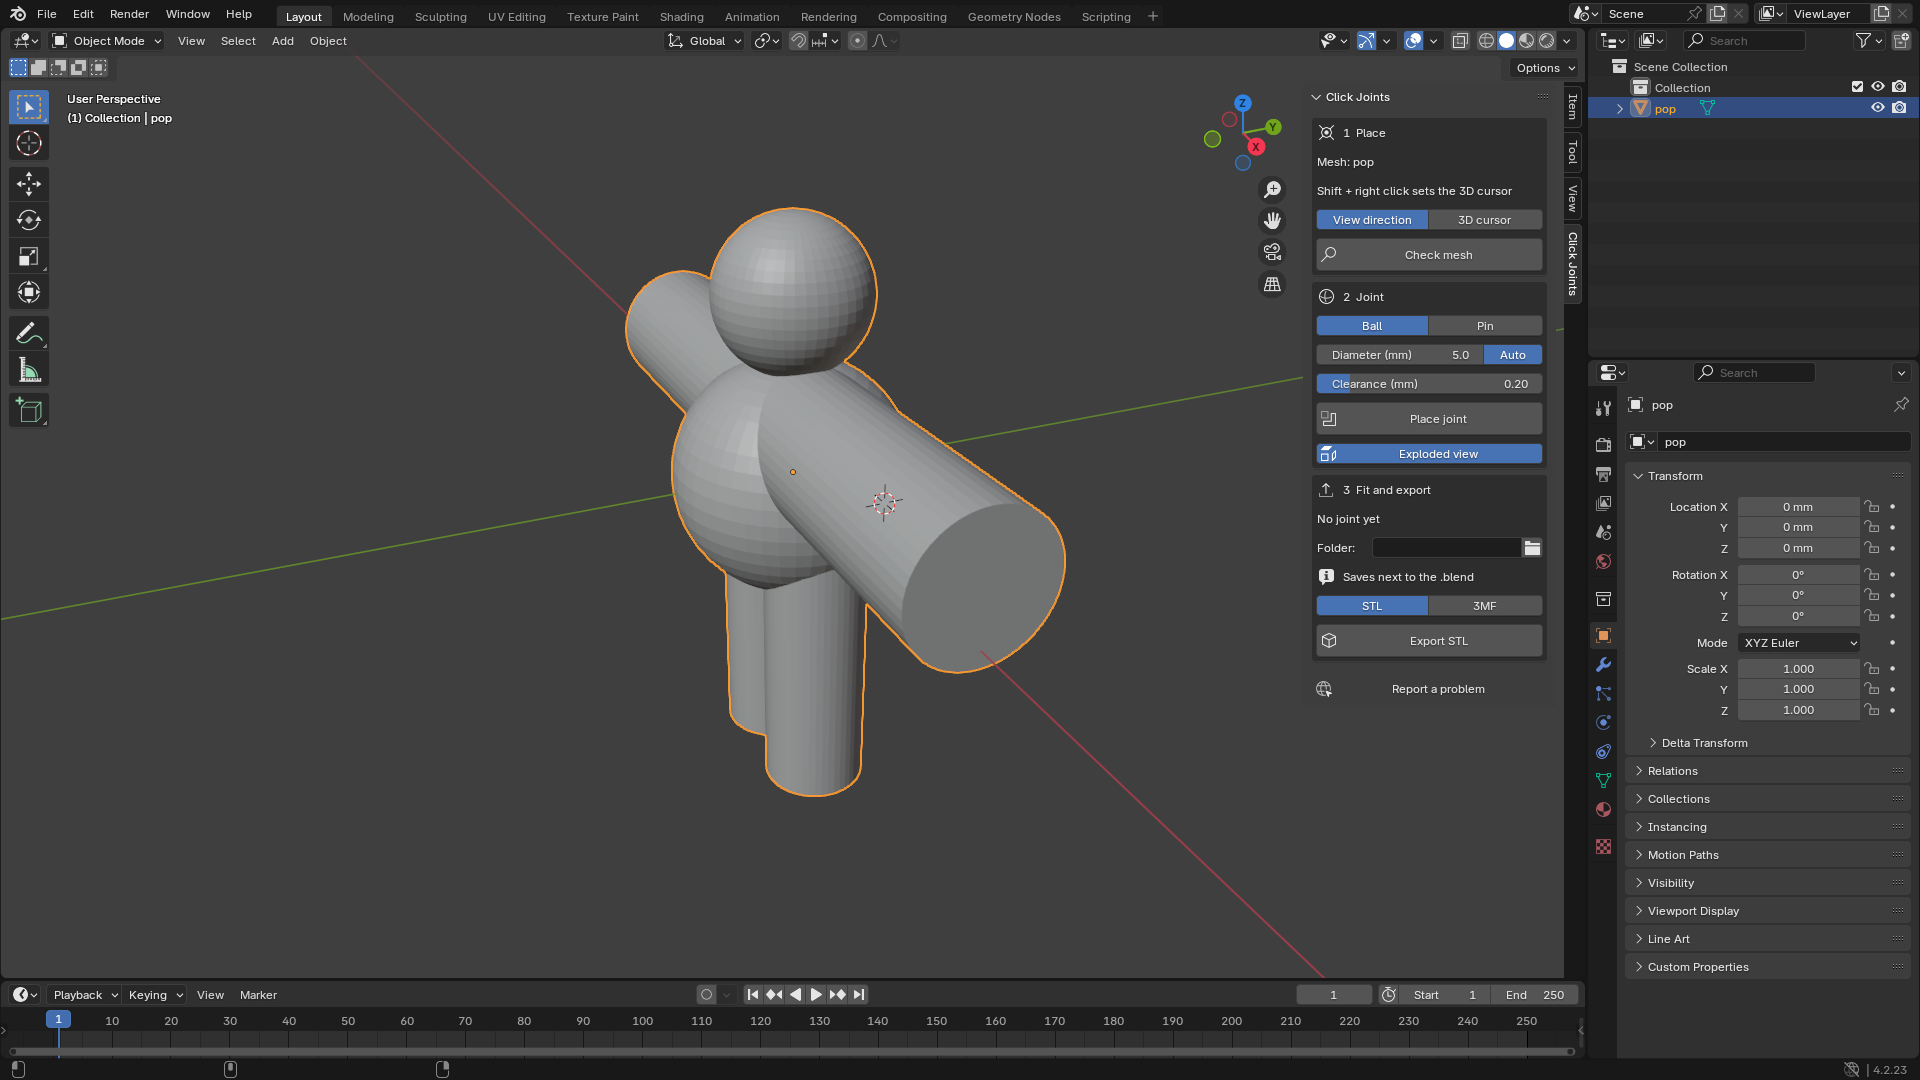 File Edit Render Window Help
Layout Modeling Sculpting UV Editing Texture Paint Shading Animation Rendering Compositing Geometry Nodes Scripting +
Scene
ViewLayer
Object Mode View Select Add Object
Global
Search
Options
User Perspective
(1) Collection | pop
Z
Y
X
Click Joints
1 Place
Mesh: pop
Shift + right click sets the 3D cursor
View direction 3D cursor
Check mesh
2 Joint
Ball Pin
Diameter (mm) 5.0 Auto
Clearance (mm) 0.20
Place joint
Exploded view
3 Fit and export
No joint yet
Folder:
Saves next to the .blend
STL 3MF
Export STL
Report a problem
Item
Tool
View
Click Joints
Scene Collection
Collection
pop
Search
pop
pop
Transform
Location X 0 mm
Y 0 mm
Z 0 mm
Rotation X 0°
Y 0°
Z 0°
Mode XYZ Euler
Scale X 1.000
Y 1.000
Z 1.000
Delta Transform
Relations
Collections
Instancing
Motion Paths
Visibility
Viewport Display
Line Art
Custom Properties
Playback Keying View Marker
1 Start 1 End 250
1 10 20 30 40 50 60 70 80 90 100 110 120 130 140 150 160 170 180 190 200 210 220 230 240 250
4.2.23